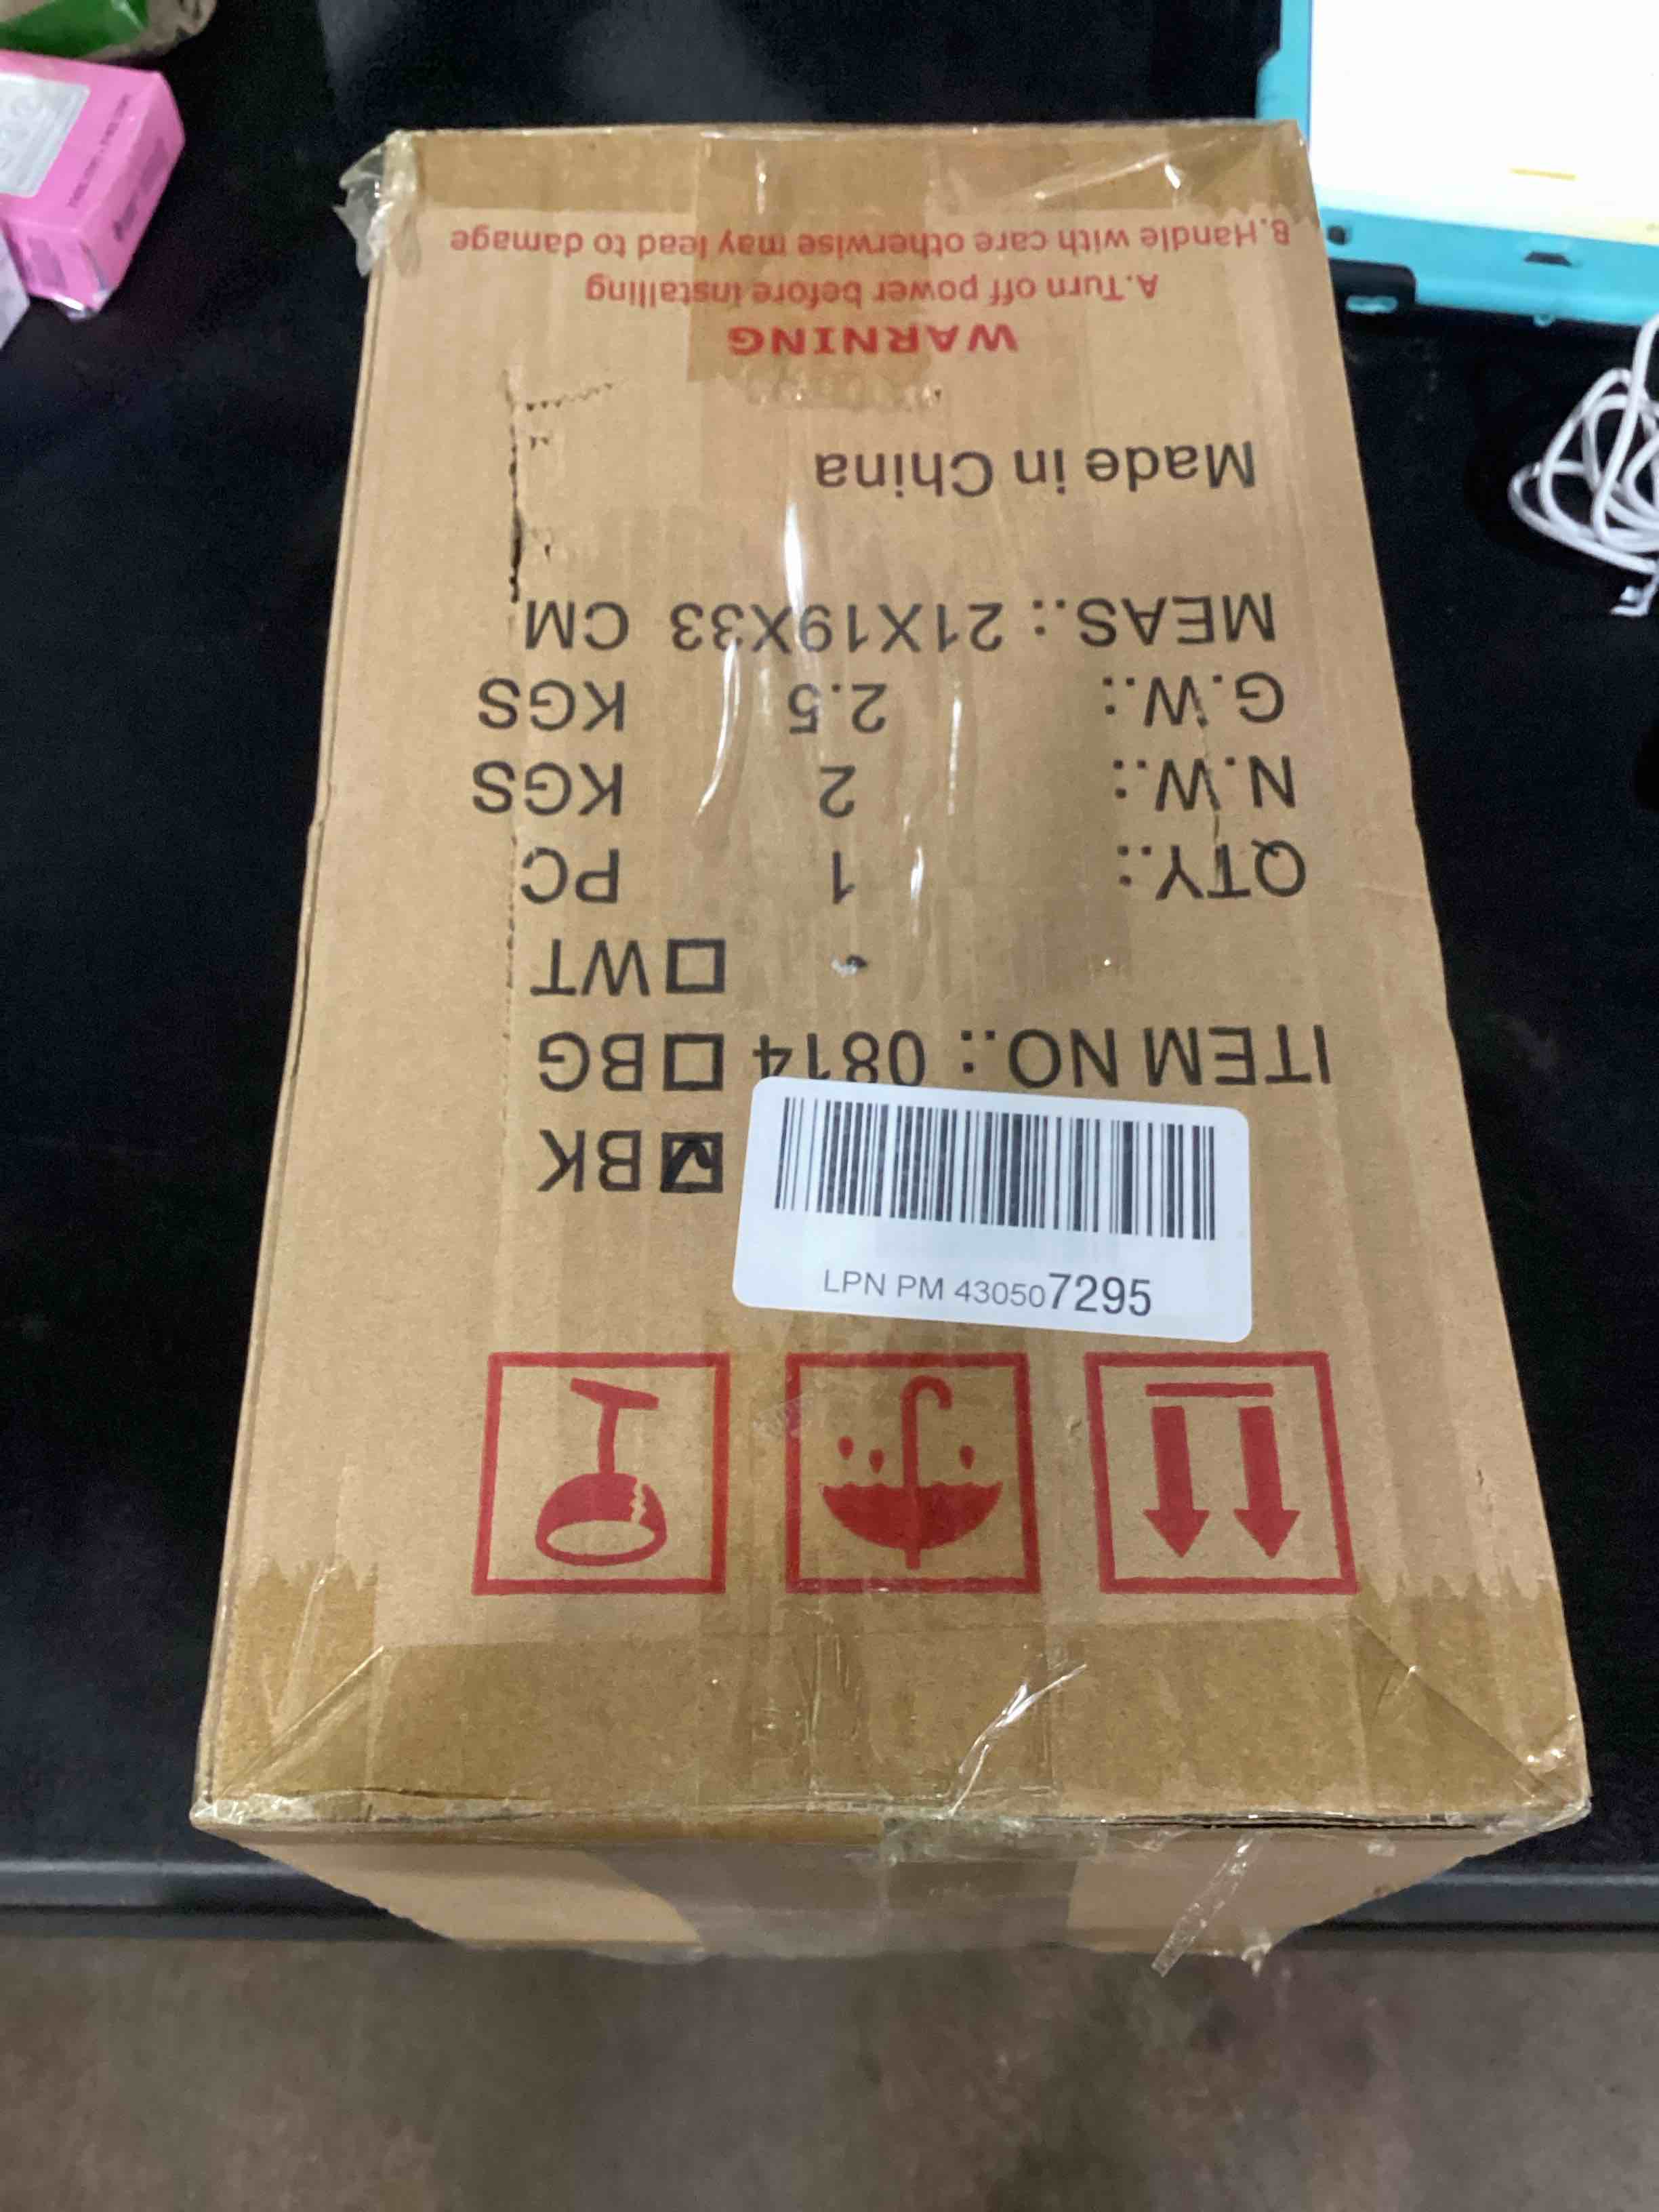 ☑BK
ITEM NO.: 0814 ☐BG
☐WT
QTY.: 1 PC
N.W.: 2 KGS
G.W.: 2.5 KGS
MEAS.: 21X19X33 CM
Made in China
WARNING
A.Turn off power before installing
B.Handle with care otherwise may lead to damage
LPN PM 430507295